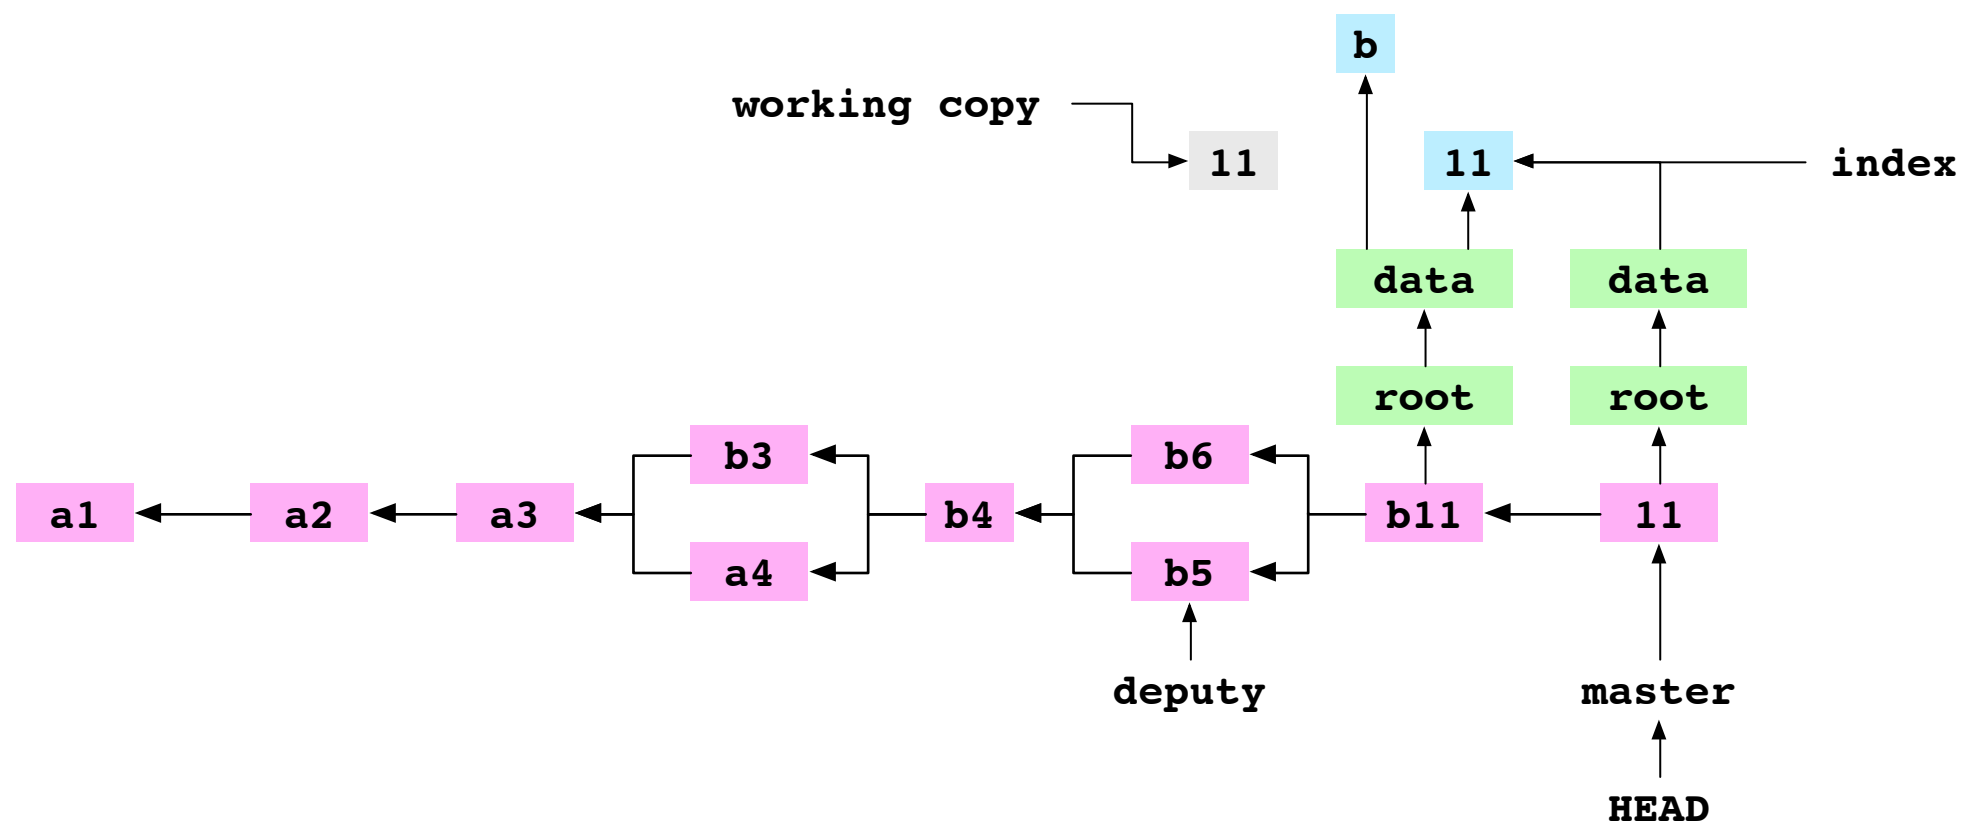 b
working copy
11
11
index
data
data
root
root
b3
b6
a1
a2
a3
b4
b11
11
a4
b5
deputy
master
HEAD